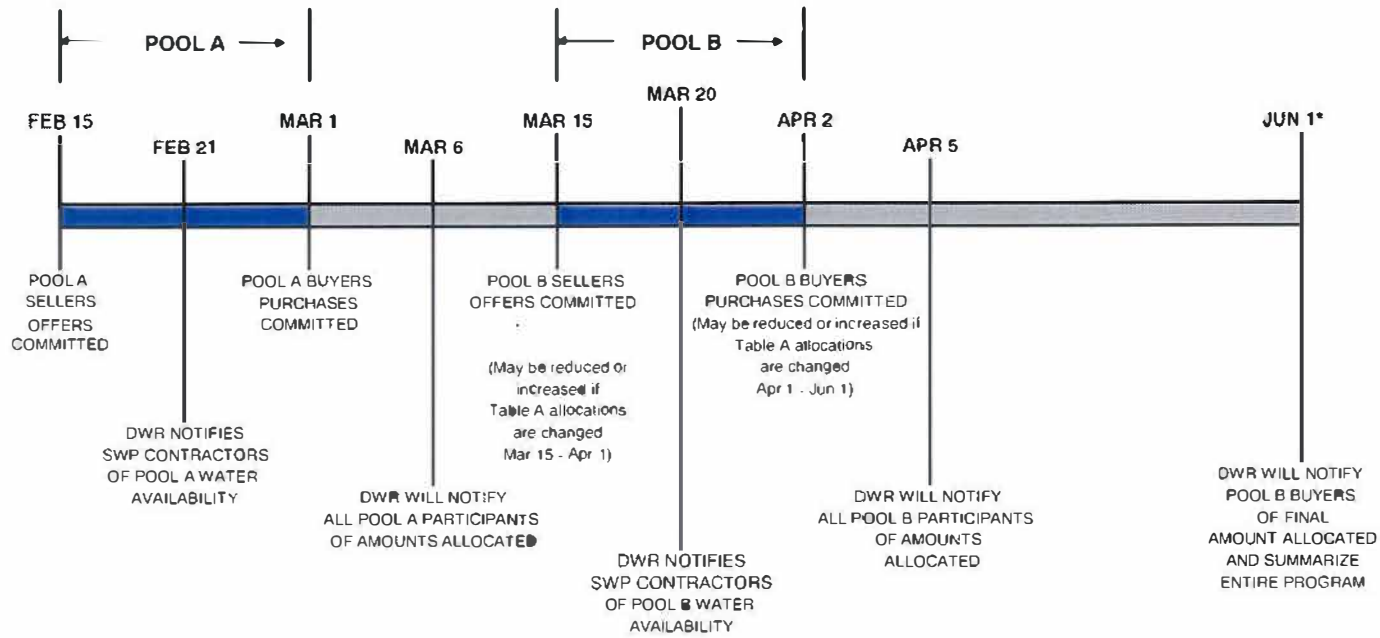 POOL A
POOL B
FEB 15
FEB 21
MAR 1
MAR 6
MAR 15
MAR 20
APR 2
APR 5
JUN 1*
POOL A
SELLERS
OFFERS
COMMITTED
DWR NOTIFIES
SWP CONTRACTORS
OF POOL A WATER
AVAILABILITY
POOL A BUYERS
PURCHASES
COMMITTED
DWR WILL NOTIFY
ALL POOL A PARTICIPANTS
OF AMOUNTS ALLOCATED
POOL B SELLERS
OFFERS COMMITTED
(May be reduced or
increased if
Table A allocations
are changed
Mar 15 - Apr 1)
DWR NOTIFIES
SWP CONTRACTORS
OF POOL B WATER
AVAILABILITY
POOL B BUYERS
PURCHASES COMMITTED
(May be reduced or increased if
Table A allocations
are changed
Apr 1 - Jun 1)
DWR WILL NOTIFY
ALL POOL B PARTICIPANTS
OF AMOUNTS
ALLOCATED
DWR WILL NOTIFY
POOL B BUYERS
OF FINAL
AMOUNT ALLOCATED
AND SUMMARIZE
ENTIRE PROGRAM